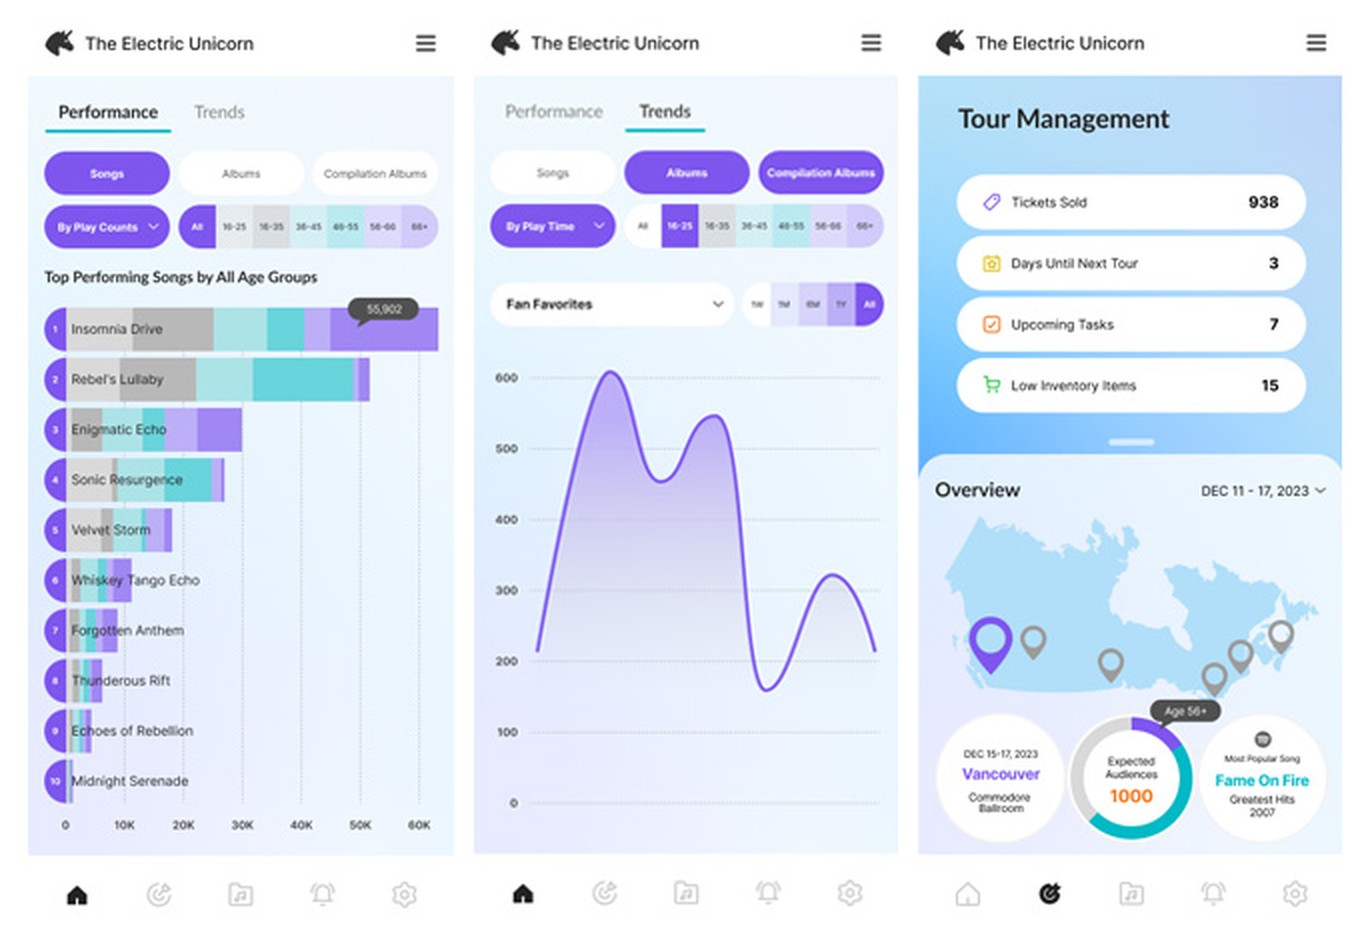 The Electric Unicorn
Performance Trends
Songs Albums Compilation Albums
By Play Counts All 16-25 16-35 36-45 46-55 56-66 66+
Top Performing Songs by All Age Groups
55,902
1 Insomnia Drive
2 Rebel's Lullaby
3 Enigmatic Echo
4 Sonic Resurgence
5 Velvet Storm
6 Whiskey Tango Echo
7 Forgotten Anthem
8 Thunderous Rift
9 Echoes of Rebellion
10 Midnight Serenade
0 10K 20K 30K 40K 50K 60K
The Electric Unicorn
Performance Trends
Songs Albums Compilation Albums
By Play Time All 16-25 16-35 36-45 46-55 56-66 66+
Fan Favorites 1W 1M 6M 1Y All
600
500
400
300
200
100
0
The Electric Unicorn
Tour Management
Tickets Sold 938
Days Until Next Tour 3
Upcoming Tasks 7
Low Inventory Items 15
Overview DEC 11 - 17, 2023
Age 56+
DEC 15-17, 2023
Vancouver
Commodore
Ballroom
Expected
Audiences
1000
Most Popular Song
Fame On Fire
Greatest Hits
2007